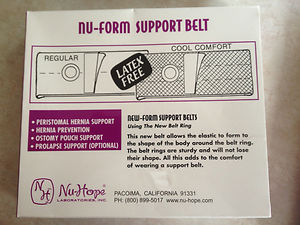 NU-FORM SUPPORT BELT
REGULAR
COOL COMFORT
LATEX
FREE
• PERISTOMAL HERNIA SUPPORT
• HERNIA PREVENTION
• OSTOMY POUCH SUPPORT
• PROLAPSE SUPPORT (OPTIONAL)
NEW-FORM SUPPORT BELTS
Using The New Belt Ring
This new belt allows the elastic to form to
the shape of the body around the belt ring.
The belt rings are sturdy and will not lose
their shape. All this adds to the comfort
of wearing a support belt.
NH
Nu-Hope
LABORATORIES, INC.
PACOIMA, CALIFORNIA 91331
PH: (800) 899-5017 www.nu-hope.com